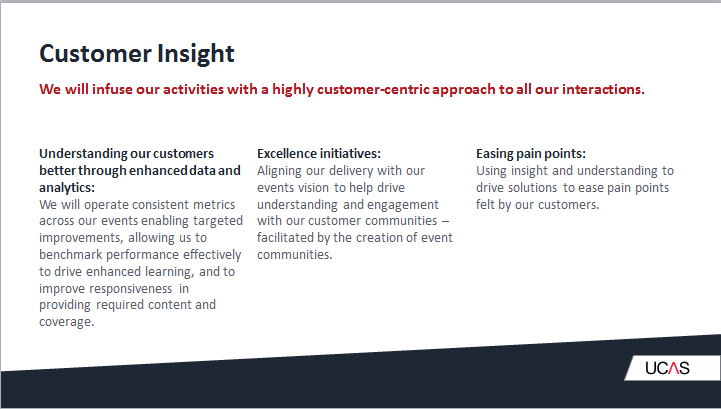 Customer Insight
We will infuse our activities with a highly customer-centric approach to all our interactions.
Understanding our customers
better through enhanced data and
analytics:
We will operate consistent metrics
across our events enabling targeted
improvements, allowing us to
benchmark performance effectively
to drive enhanced learning, and to
improve responsiveness in
providing required content and
coverage.
Excellence initiatives:
Aligning our delivery with our
events vision to help drive
understanding and engagement
with our customer communities –
facilitated by the creation of event
communities.
Easing pain points:
Using insight and understanding to
drive solutions to ease pain points
felt by our customers.
UCAS